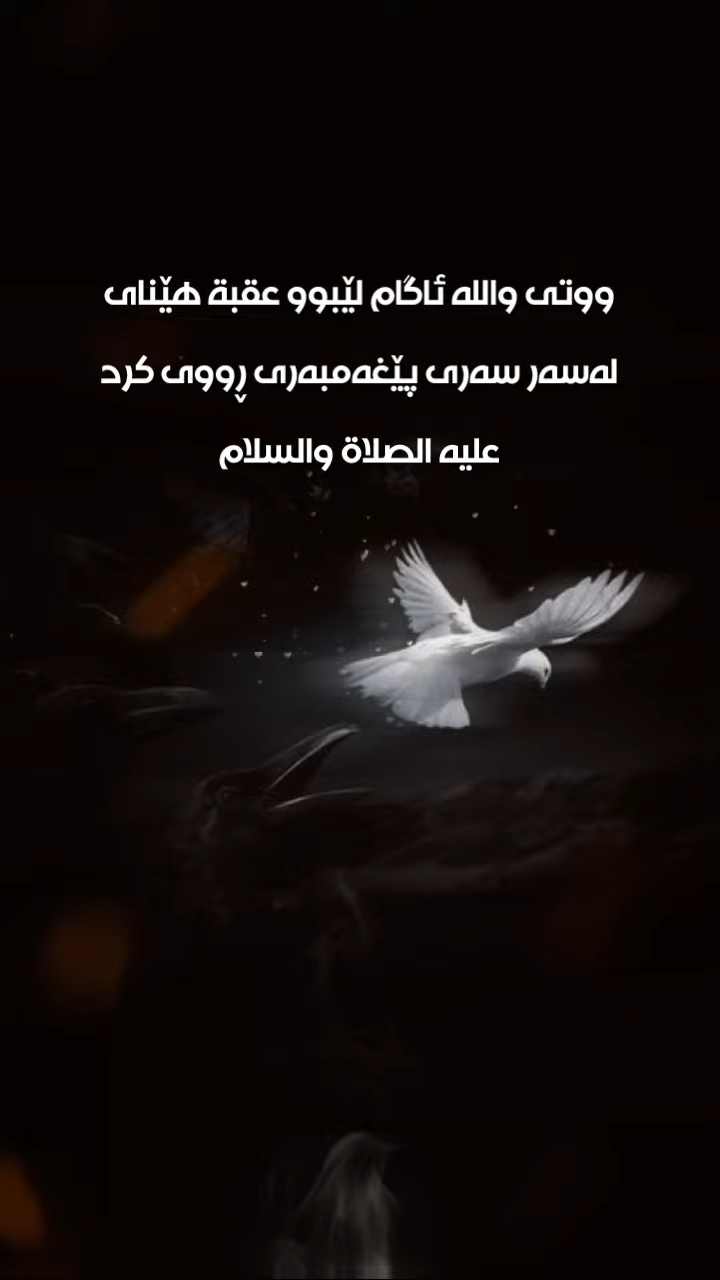 ووتی والله ئاگام لێبوو عقبة هێنای
لەسەر سەری پێغەمبەری ڕووی کرد
علیە الصلاة والسلام